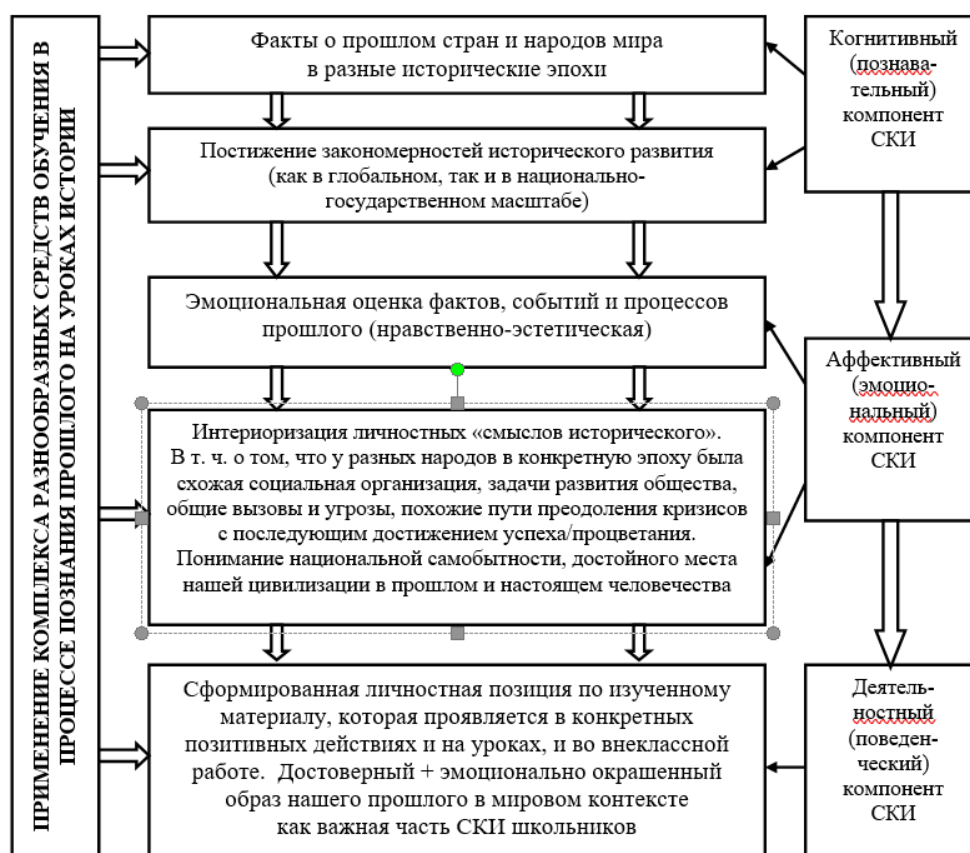 ПРИМЕНЕНИЕ КОМПЛЕКСА РАЗНООБРАЗНЫХ СРЕДСТВ ОБУЧЕНИЯ В
ПРОЦЕССЕ ПОЗНАНИЯ ПРОШЛОГО НА УРОКАХ ИСТОРИИ
Факты о прошлом стран и народов мира
в разные исторические эпохи
Постижение закономерностей исторического развития
(как в глобальном, так и в национально-
государственном масштабе)
Эмоциональная оценка фактов, событий и процессов
прошлого (нравственно-эстетическая)
Интериоризация личностных «смыслов исторического».
В т. ч. о том, что у разных народов в конкретную эпоху была
схожая социальная организация, задачи развития общества,
общие вызовы и угрозы, похожие пути преодоления кризисов
с последующим достижением успеха/процветания.
Понимание национальной самобытности, достойного места
нашей цивилизации в прошлом и настоящем человечества
Сформированная личностная позиция по изученному
материалу, которая проявляется в конкретных
позитивных действиях и на уроках, и во внеклассной
работе. Достоверный + эмоционально окрашенный
образ нашего прошлого в мировом контексте
как важная часть СКИ школьников
Когнитивный
(познава-
тельный)
компонент
СКИ
Аффективный
(эмоцио-
нальный)
компонент
СКИ
Деятель-
ностный
(поведен-
ческий)
компонент
СКИ